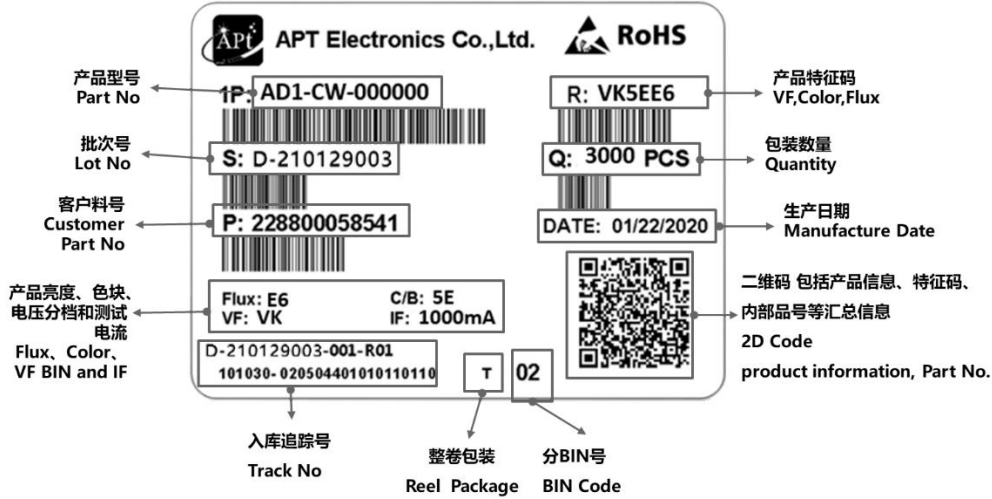 APt APT Electronics Co.,Ltd. RoHS
产品型号
Part No
1P: AD1-CW-000000
R: VK5EE6
产品特征码
VF,Color,Flux
批次号
Lot No
S: D-210129003
Q: 3000 PCS
包装数量
Quantity
客户料号
Customer
Part No
P: 228800058541
DATE: 01/22/2020
生产日期
Manufacture Date
产品亮度、色块、
电压分档和测试
电流
Flux、Color、
VF BIN and IF
Flux: E6 C/B: 5E
VF: VK IF: 1000mA
二维码 包括产品信息、特征码、
内部品号等汇总信息
2D Code
product information, Part No.
D-210129003-001-R01
101030- 020504401010110110
T
02
入库追踪号
Track No
整卷包装
Reel Package
分BIN号
BIN Code